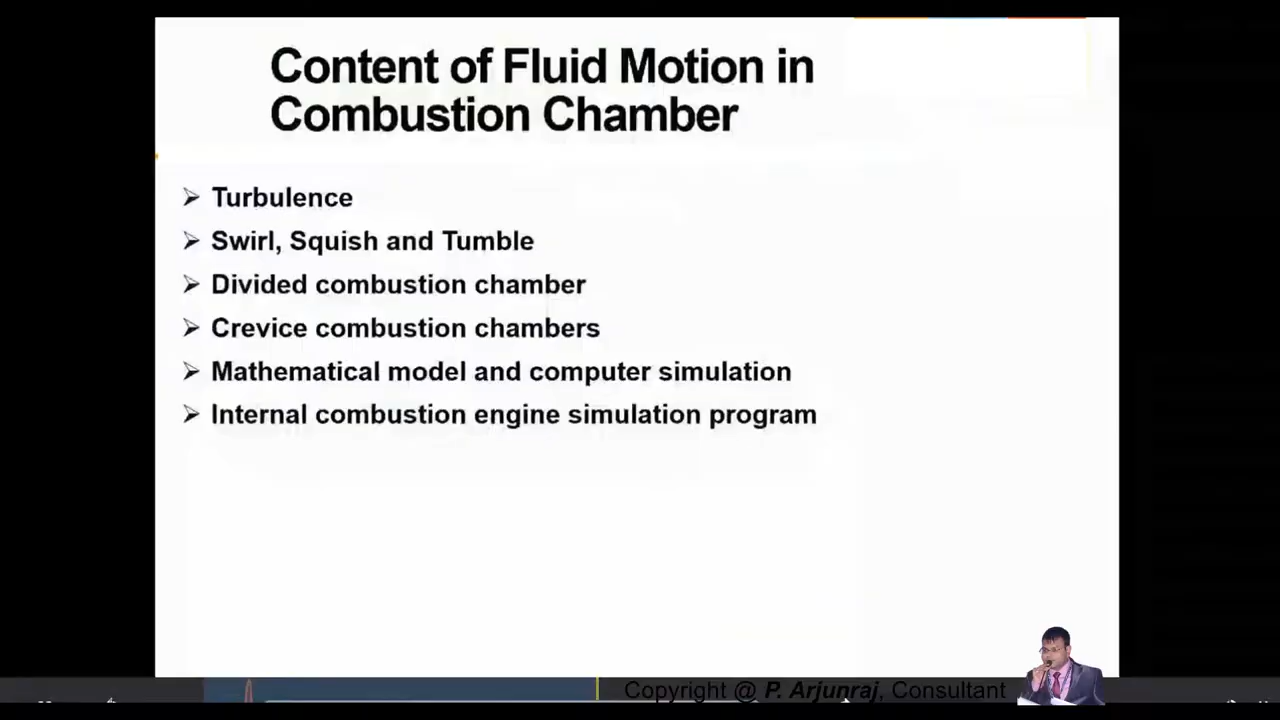 Content of Fluid Motion in
Combustion Chamber
Turbulence
Swirl, Squish and Tumble
Divided combustion chamber
Crevice combustion chambers
Mathematical model and computer simulation
Internal combustion engine simulation program
Copyright @ P. Arjunraj, Consultant